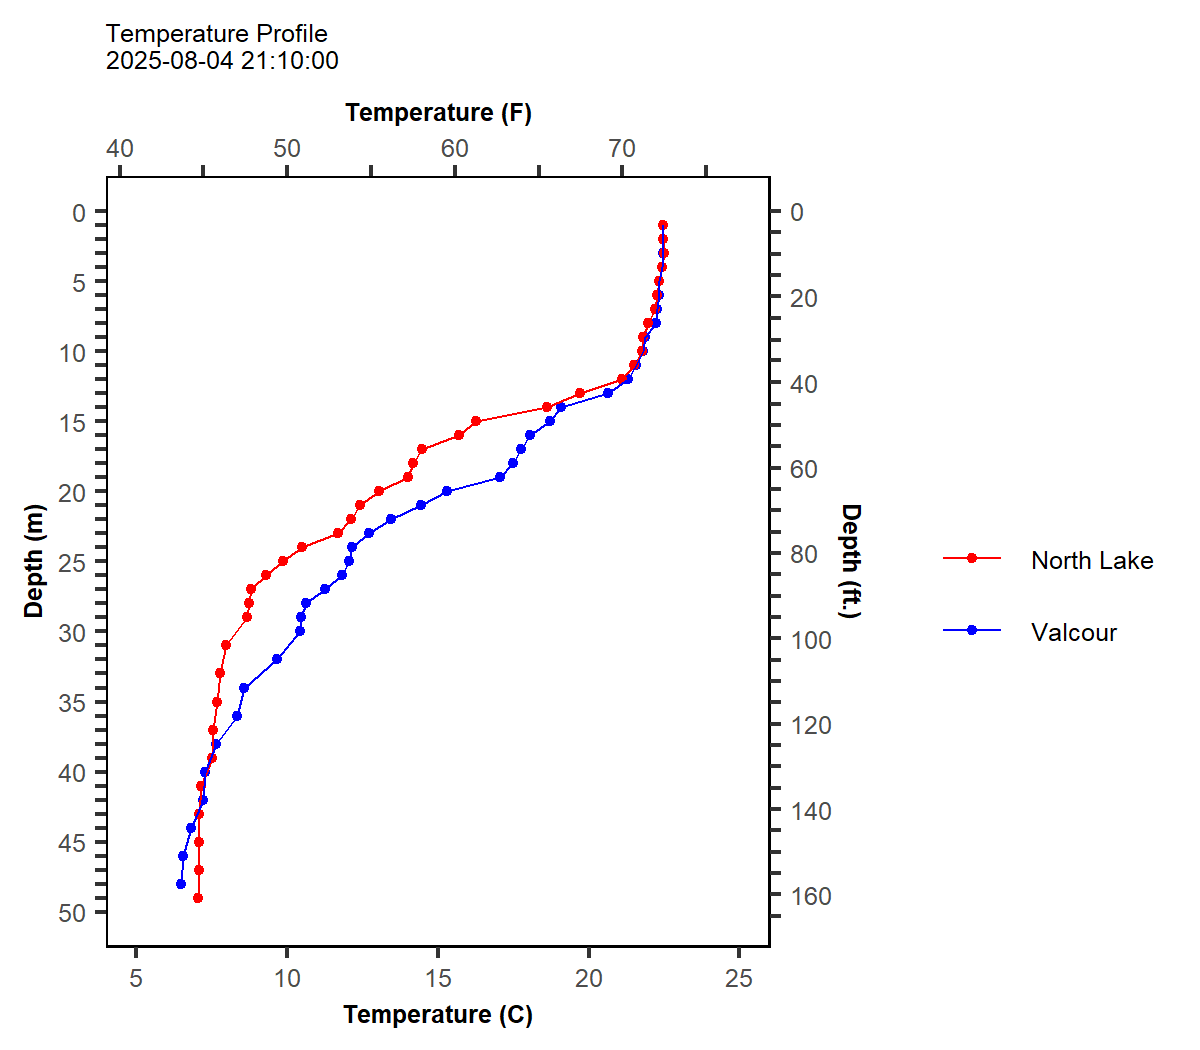 Temperature Profile
2025-08-04 21:10:00
Temperature (F)
40 50 60 70
0 5 10 15 20 25 30 35 40 45 50
Depth (m)
0 20 40 60 80 100 120 140 160
Depth (ft.)
North Lake
Valcour
5 10 15 20 25
Temperature (C)